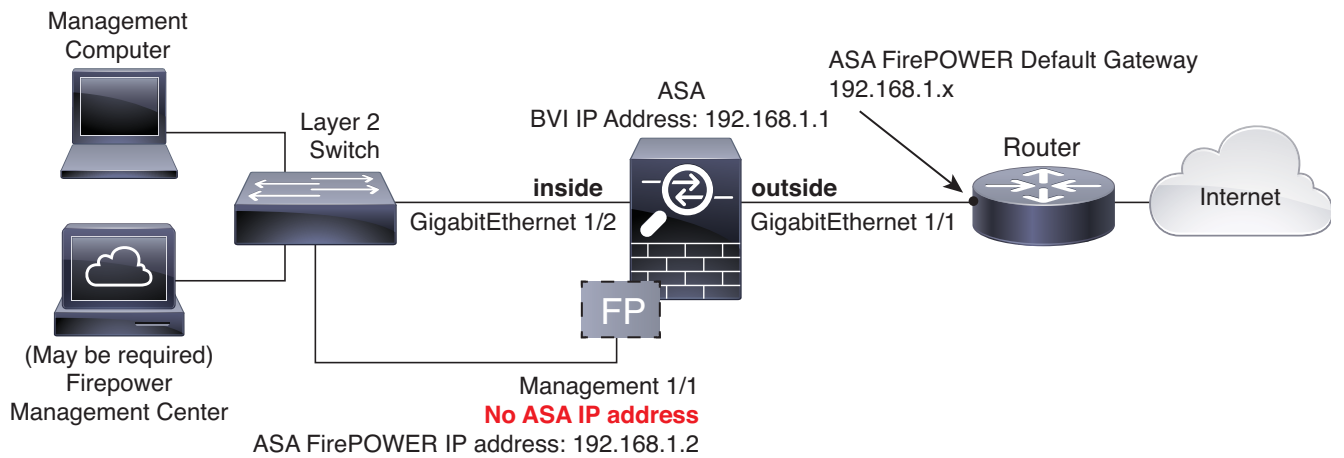 Management
Computer
Layer 2
Switch
ASA
BVI IP Address: 192.168.1.1
ASA FirePOWER Default Gateway
192.168.1.x
Router
Internet
inside
GigabitEthernet 1/2
outside
GigabitEthernet 1/1
FP
(May be required)
Firepower
Management Center
Management 1/1
No ASA IP address
ASA FirePOWER IP address: 192.168.1.2